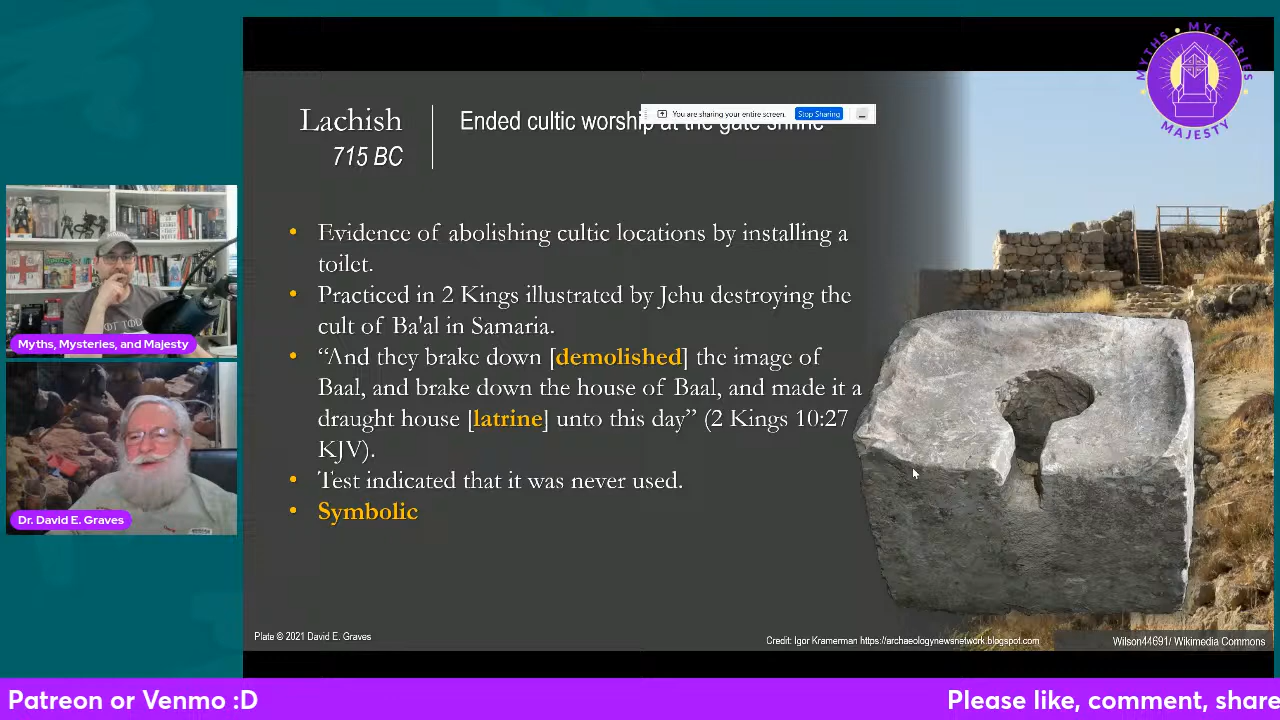 MYTHS • MYSTERIES
MAJESTY
Lachish
715 BC
Ended cultic worship at the gate shrine
You are sharing your entire screen.
Stop Sharing
• Evidence of abolishing cultic locations by installing a
toilet.
• Practiced in 2 Kings illustrated by Jehu destroying the
cult of Ba'al in Samaria.
• “And they brake down [demolished] the image of
Baal, and brake down the house of Baal, and made it a
draught house [latrine] unto this day” (2 Kings 10:27
KJV).
• Test indicated that it was never used.
• Symbolic
Myths, Mysteries, and Majesty
Dr. David E. Graves
Plate © 2021 David E. Graves
Credit: Igor Kramerman https://archaeologynewsnetwork.blogspot.com
Wilson44691/ Wikimedia Commons
Patreon or Venmo :D
Please like, comment, share